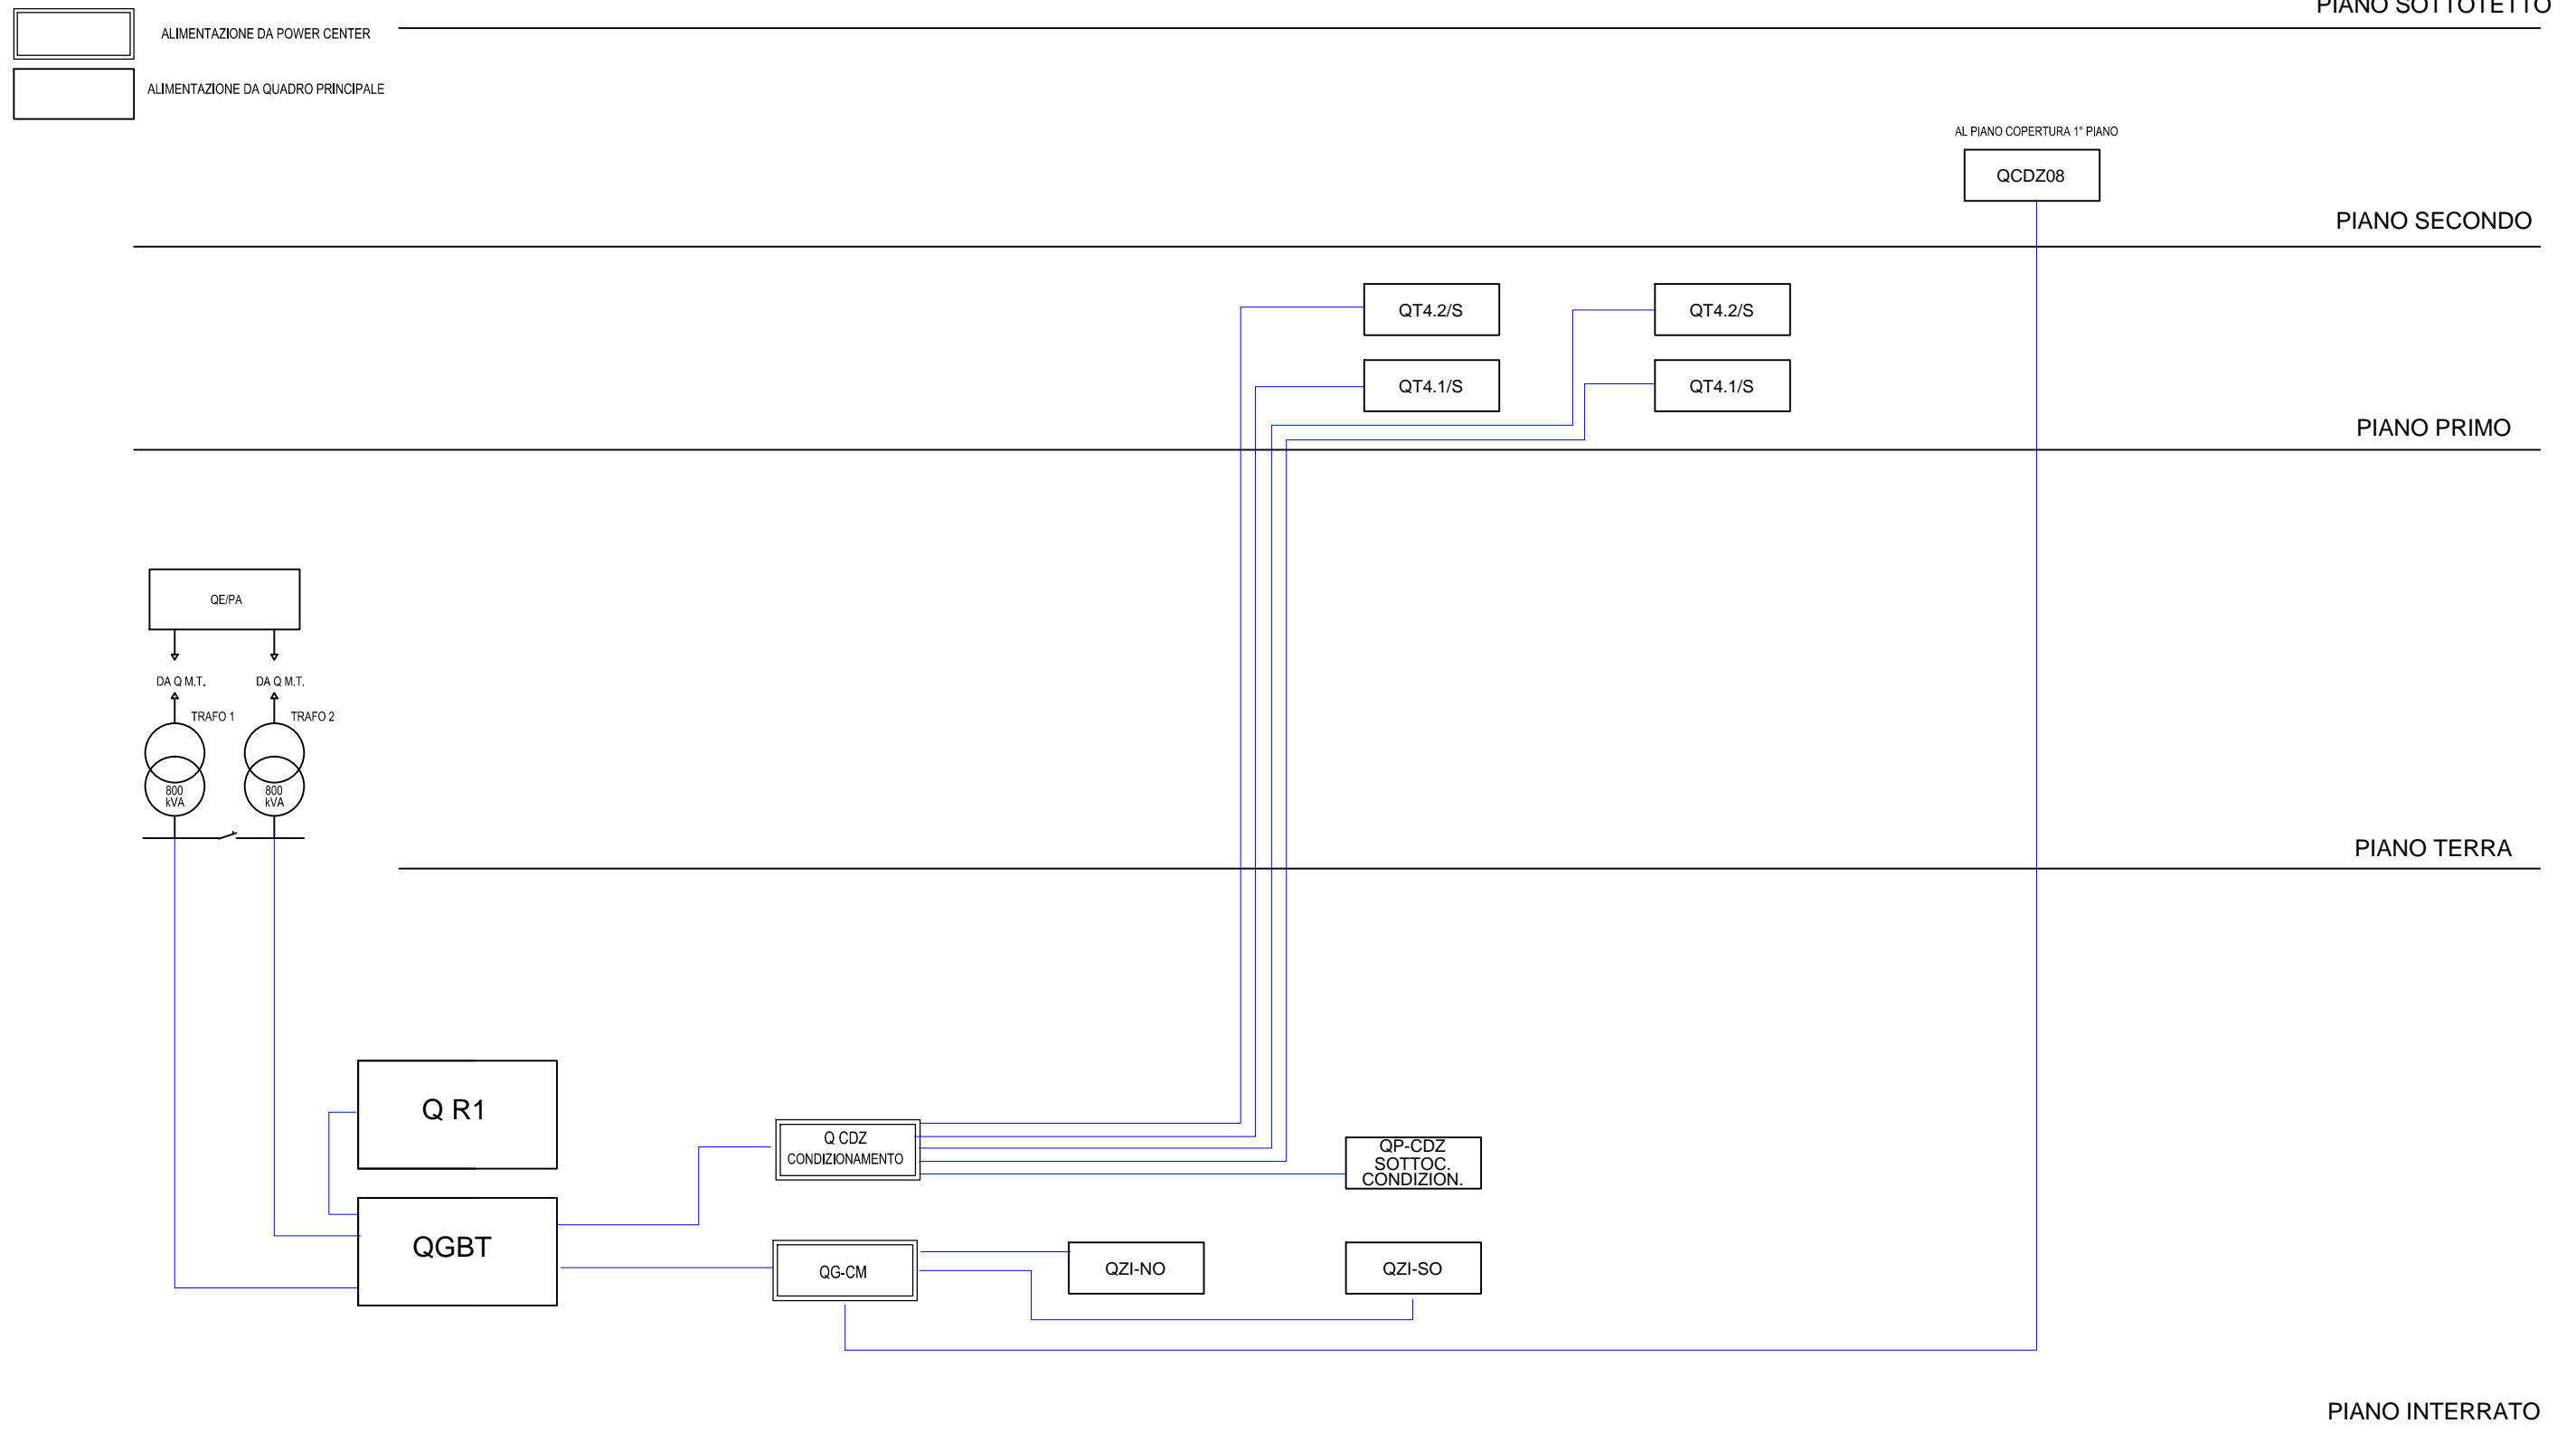 PIANO SOTTOTETTO
ALIMENTAZIONE DA POWER CENTER
ALIMENTAZIONE DA QUADRO PRINCIPALE
AL PIANO COPERTURA 1° PIANO
QCDZ08
PIANO SECONDO
QT4.2/S
QT4.2/S
QT4.1/S
QT4.1/S
PIANO PRIMO
QE/PA
DA Q M.T.
DA Q M.T.
TRAFO 1
TRAFO 2
800
kVA
800
kVA
PIANO TERRA
Q R1
Q CDZ
CONDIZIONAMENTO
QP-CDZ
SOTTOC.
CONDIZION.
QGBT
QG-CM
QZI-NO
QZI-SO
PIANO INTERRATO